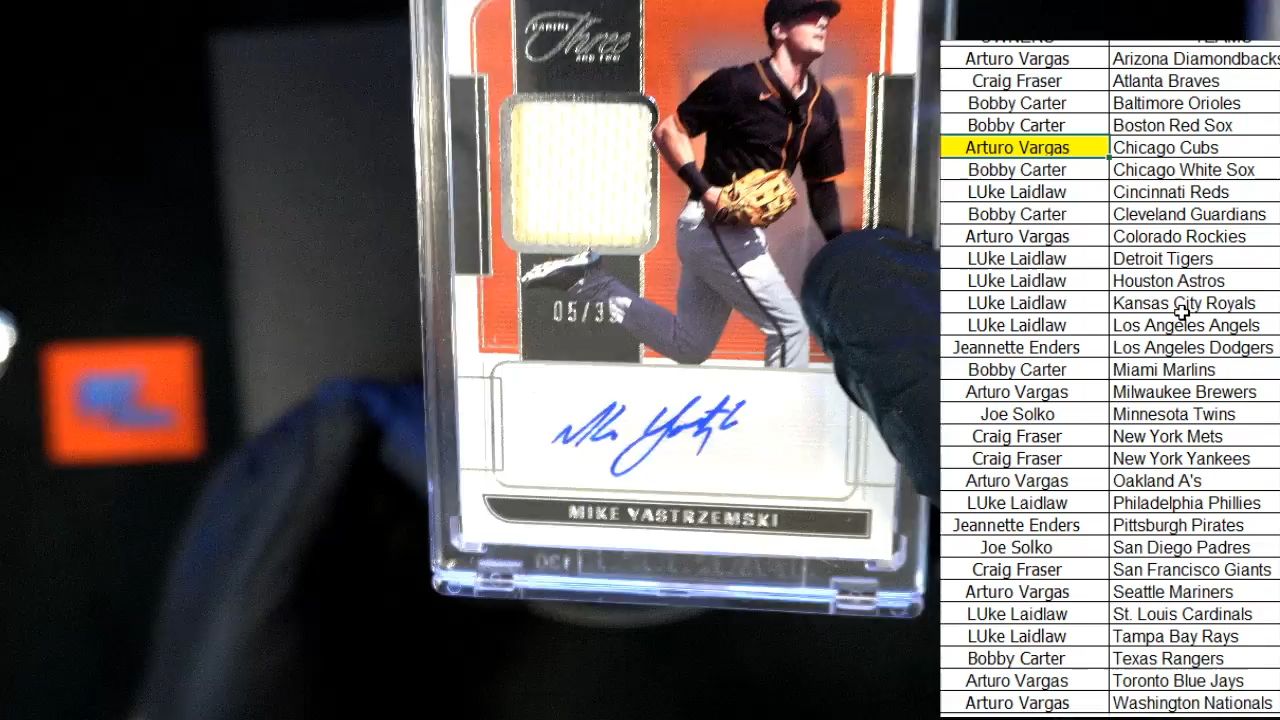 PANINI
Three
AND TWO
05/3
MIKE YASTRZEMSKI
OWNERS TEAMS
Arturo Vargas Arizona Diamondbacks
Craig Fraser Atlanta Braves
Bobby Carter Baltimore Orioles
Bobby Carter Boston Red Sox
Arturo Vargas Chicago Cubs
Bobby Carter Chicago White Sox
LUke Laidlaw Cincinnati Reds
Bobby Carter Cleveland Guardians
Arturo Vargas Colorado Rockies
LUke Laidlaw Detroit Tigers
LUke Laidlaw Houston Astros
LUke Laidlaw Kansas City Royals
LUke Laidlaw Los Angeles Angels
Jeannette Enders Los Angeles Dodgers
Bobby Carter Miami Marlins
Arturo Vargas Milwaukee Brewers
Joe Solko Minnesota Twins
Craig Fraser New York Mets
Craig Fraser New York Yankees
Arturo Vargas Oakland A's
LUke Laidlaw Philadelphia Phillies
Jeannette Enders Pittsburgh Pirates
Joe Solko San Diego Padres
Craig Fraser San Francisco Giants
Arturo Vargas Seattle Mariners
LUke Laidlaw St. Louis Cardinals
LUke Laidlaw Tampa Bay Rays
Bobby Carter Texas Rangers
Arturo Vargas Toronto Blue Jays
Arturo Vargas Washington Nationals